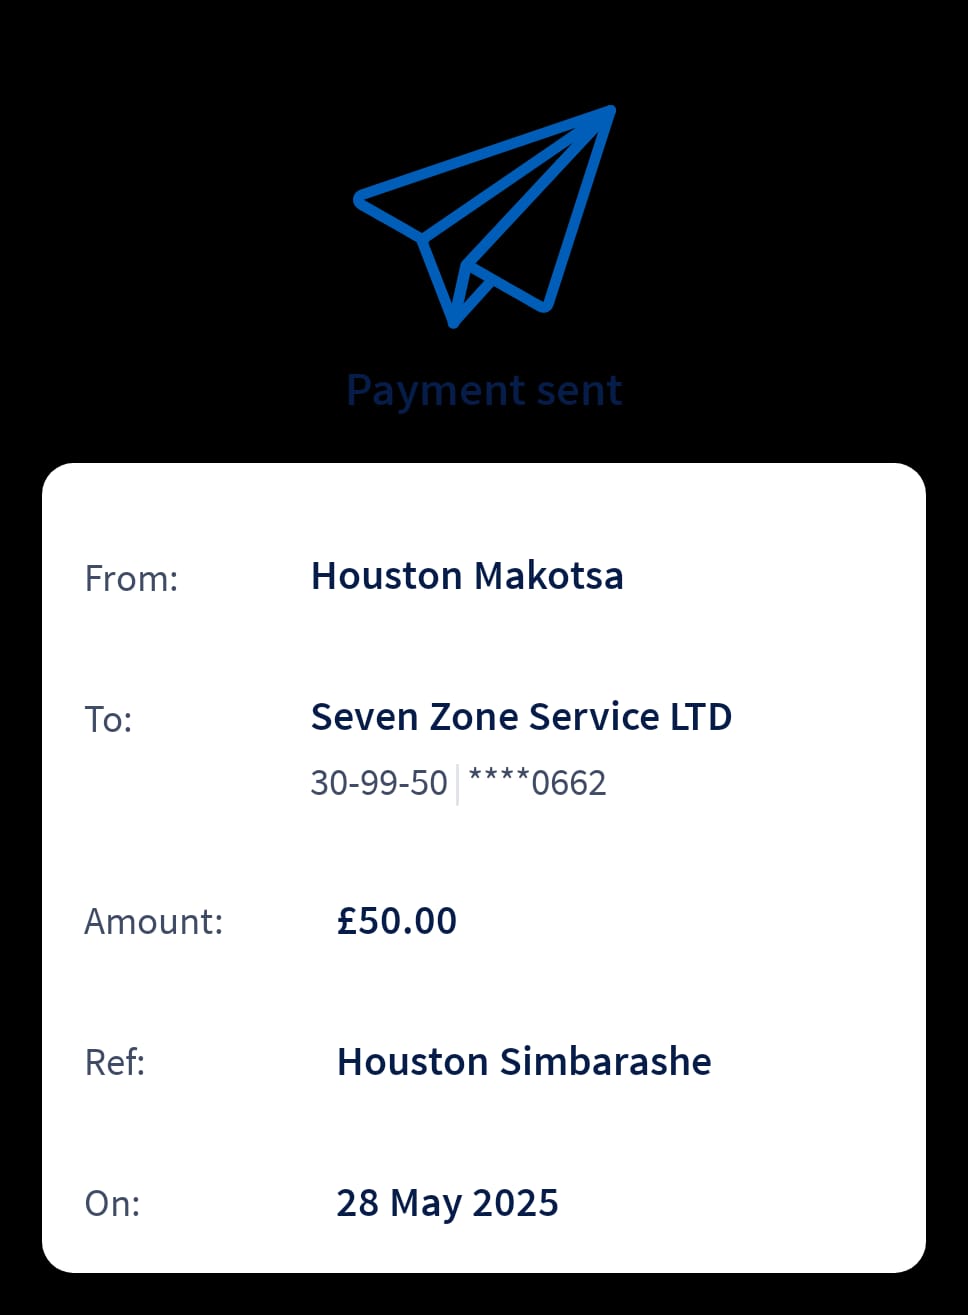 Payment sent
From: Houston Makotsa
To: Seven Zone Service LTD
30-99-50 | ****0662
Amount: £50.00
Ref: Houston Simbarashe
On: 28 May 2025